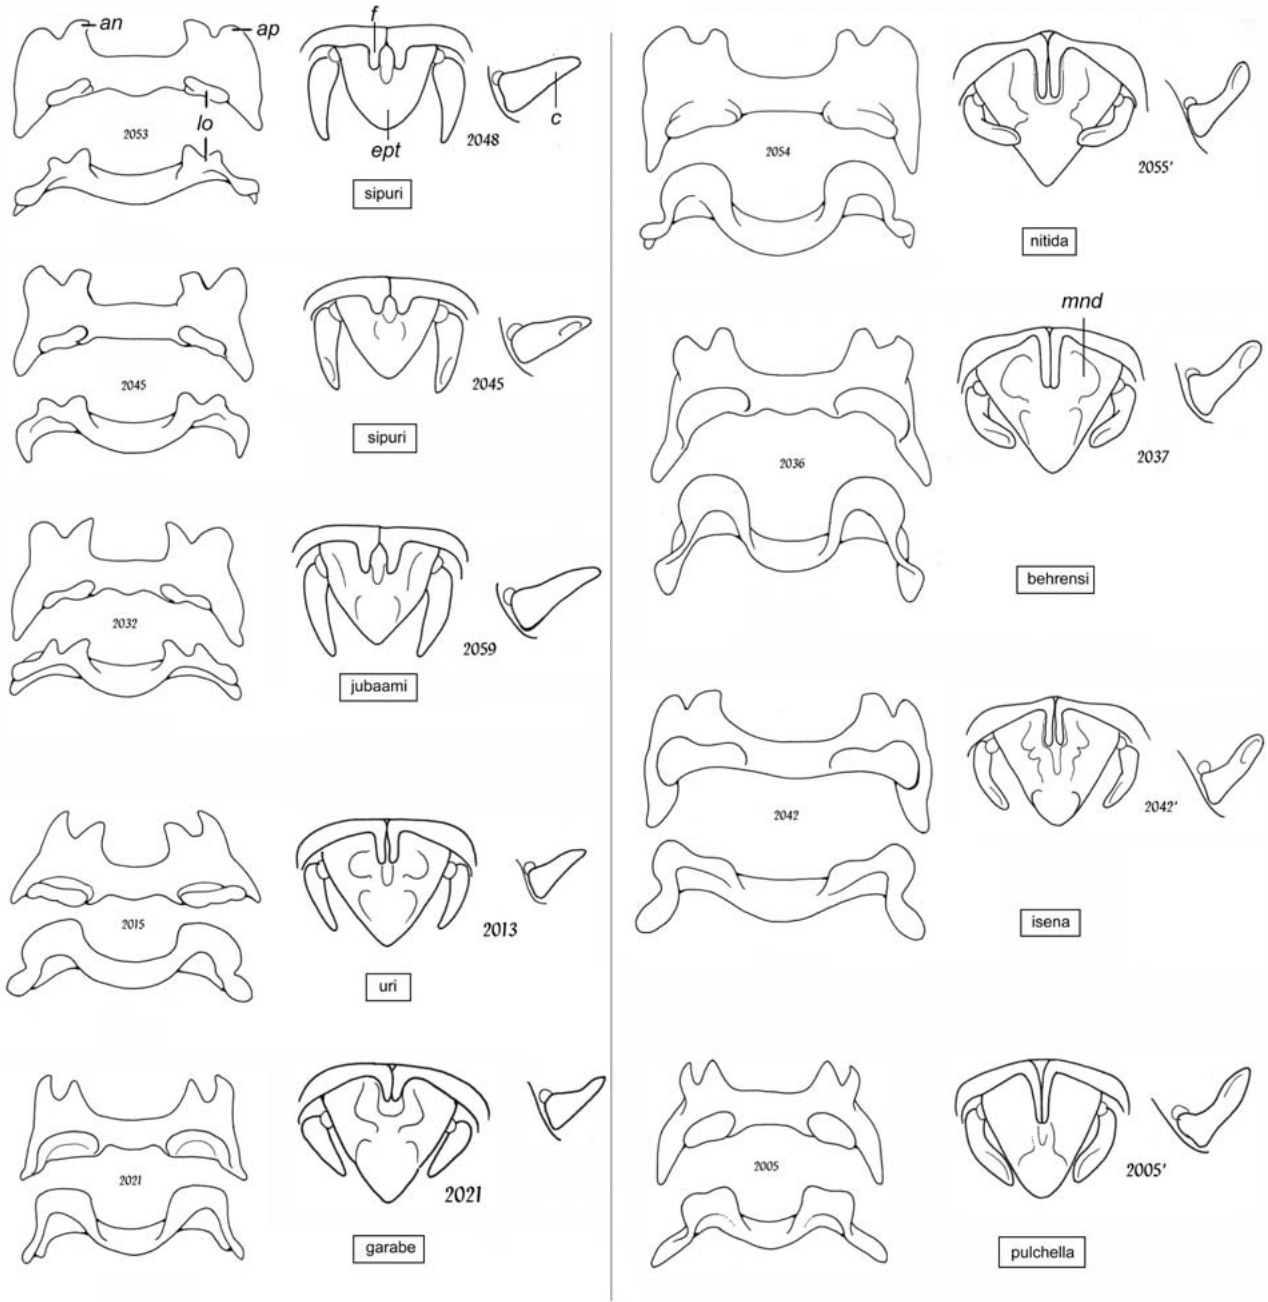 an
ap
f
2053
lo
ept
2048
c
sipuri
2045
2045
sipuri
2032
2059
jubaami
2015
2013
uri
2021
2021
garabe
2054
2055'
nitida
mnd
2036
2037
behrensi
2042
2042'
isena
2005
2005'
pulchella